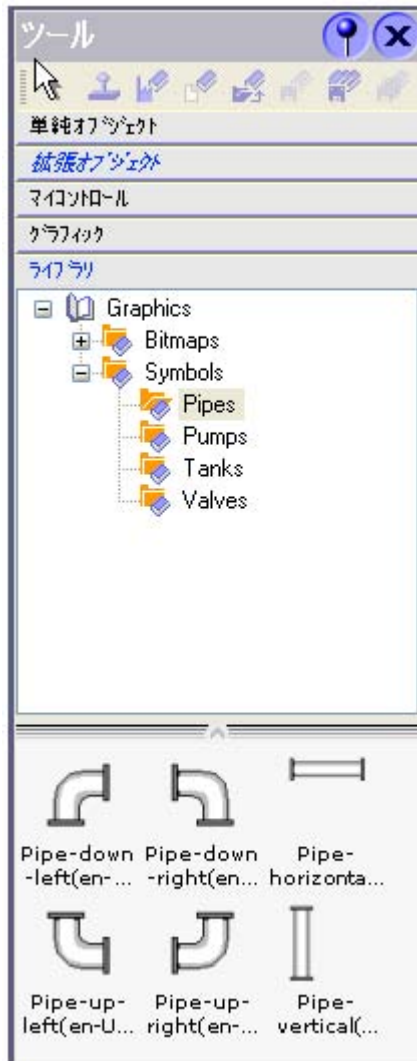 ツール
単純オブジェクト
拡張オブジェクト
マイコントロール
グラフィック
ライブラリ
Graphics
Bitmaps
Symbols
Pipes
Pumps
Tanks
Valves
Pipe-down
-left(en-...
Pipe-down
-right(en...
Pipe-
horizonta...
Pipe-up-
left(en-U...
Pipe-up-
right(en-...
Pipe-
vertical(...